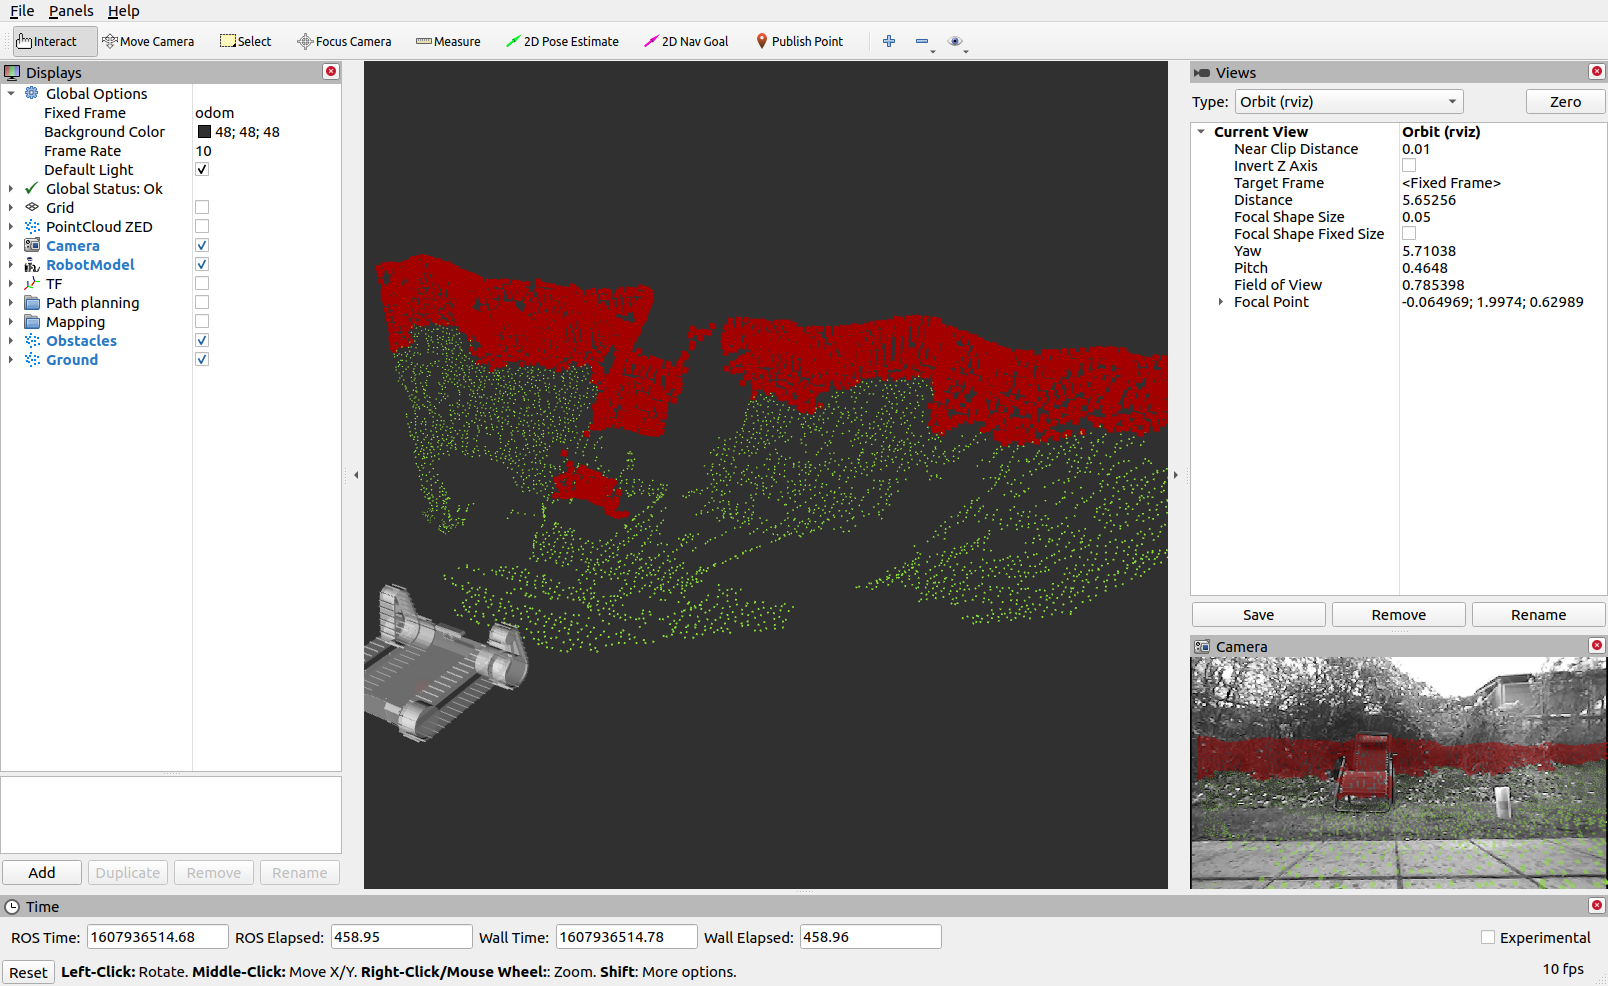 File Panels Help
Interact Move Camera Select Focus Camera Measure 2D Pose Estimate 2D Nav Goal Publish Point
Displays
Global Options
Fixed Frame odom
Background Color 48; 48; 48
Frame Rate 10
Default Light
Global Status: Ok
Grid
PointCloud ZED
Camera
RobotModel
TF
Path planning
Mapping
Obstacles
Ground
Add Duplicate Remove Rename
Views
Type: Orbit (rviz) Zero
Current View Orbit (rviz)
Near Clip Distance 0.01
Invert Z Axis
Target Frame <Fixed Frame>
Distance 5.65256
Focal Shape Size 0.05
Focal Shape Fixed Size
Yaw 5.71038
Pitch 0.4648
Field of View 0.785398
Focal Point -0.064969; 1.9974; 0.62989
Save Remove Rename
Camera
Time
ROS Time: 1607936514.68 ROS Elapsed: 458.95 Wall Time: 1607936514.78 Wall Elapsed: 458.96 Experimental
Reset Left-Click: Rotate. Middle-Click: Move X/Y. Right-Click/Mouse Wheel:: Zoom. Shift: More options. 10 fps